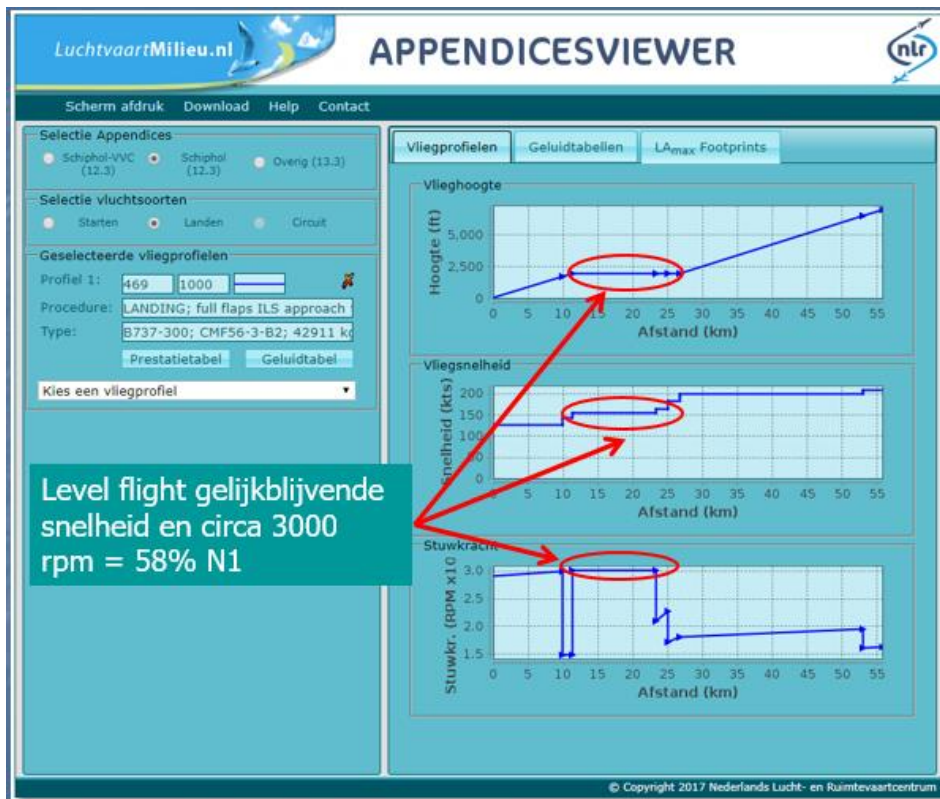 LuchtvaartMilieu.nl
APPENDICESVIEWER
nlr
Scherm afdruk Download Help Contact
Selectie Appendices
Schiphol-VVC (12.3)
Schiphol (12.3)
Overig (13.3)
Selectie vluchtsoorten
Starten Landen Circuit
Geselecteerde vliegprofielen
Profiel 1: 469 1000
Procedure: LANDING; full flaps ILS approach
Type: B737-300; CMF56-3-B2; 42911 kg
Prestatietabel Geluidtabel
Kies een vliegprofiel
Level flight gelijkblijvende
snelheid en circa 3000
rpm = 58% N1
Vliegprofielen Geluidtabellen LAmax Footprints
Vlieghoogte
Hoogte (ft)
5,000
2,500
0
0 5 10 15 20 25 30 35 40 45 50 55
Afstand (km)
Vliegsnelheid
Snelheid (kts)
200
150
100
50
0
0 5 10 15 20 25 30 35 40 45 50 55
Afstand (km)
Stuwkracht
Stuwkr. (RPM x10
3.0
2.5
2.0
1.5
0 5 10 15 20 25 30 35 40 45 50 55
Afstand (km)
© Copyright 2017 Nederlands Lucht- en Ruimtevaartcentrum